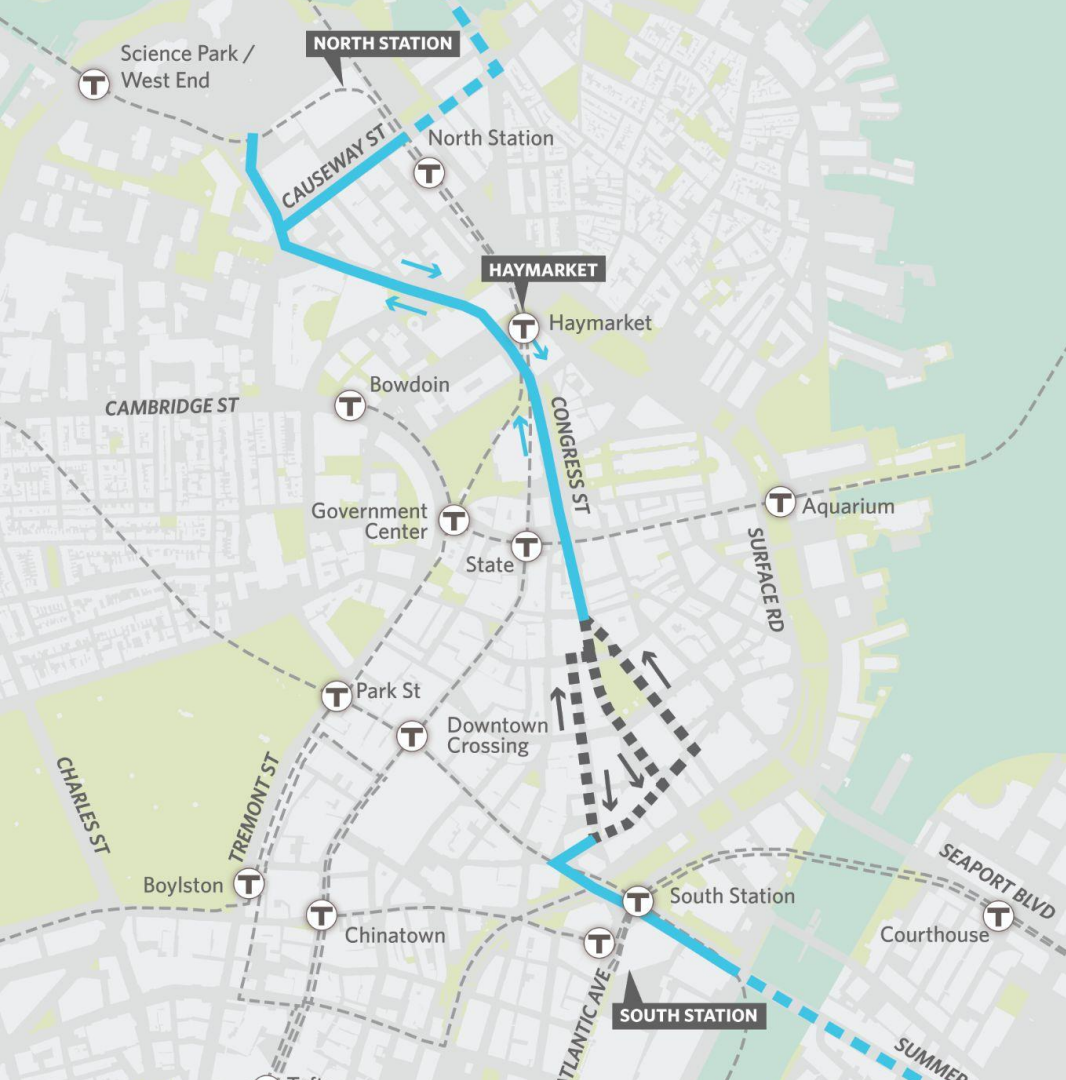 Science Park /
West End
NORTH STATION
North Station
CAUSEWAY ST
HAYMARKET
Haymarket
Bowdoin
CAMBRIDGE ST
CONGRESS ST
Government
Center
State
Aquarium
SURFACE RD
Park St
Downtown
Crossing
CHARLES ST
TREMONT ST
Boylston
Chinatown
South Station
SEAPORT BLVD
Courthouse
ATLANTIC AVE
SOUTH STATION
SUMMER